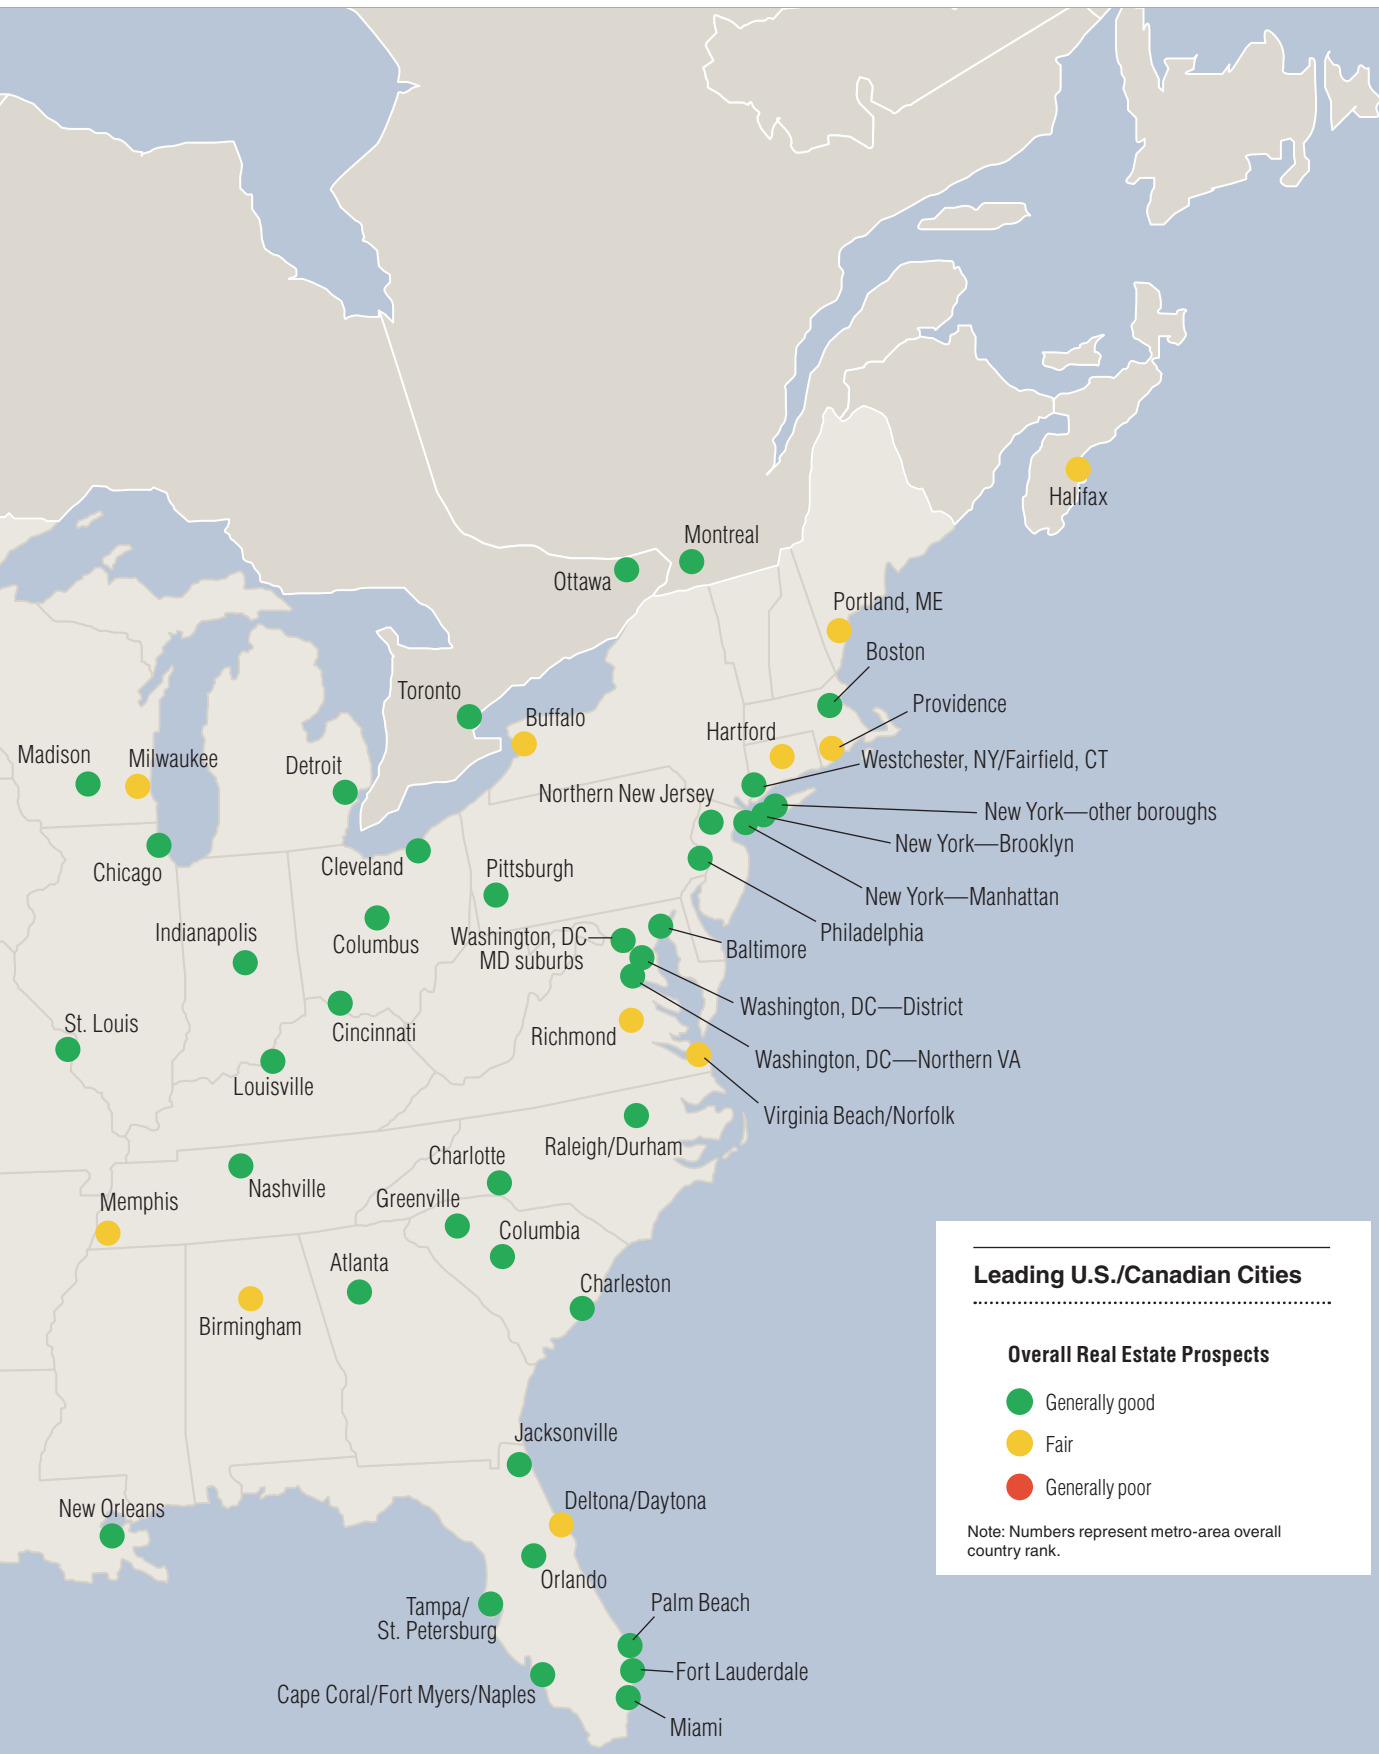 Halifax
Montreal
Ottawa
Portland, ME
Boston
Toronto
Providence
Buffalo
Hartford
Madison
Milwaukee
Westchester, NY/Fairfield, CT
Detroit
Northern New Jersey
New York—other boroughs
New York—Brooklyn
Cleveland
Pittsburgh
Chicago
New York—Manhattan
Philadelphia
Indianapolis
Columbus
Washington, DC
MD suburbs
Baltimore
Washington, DC—District
St. Louis
Cincinnati
Richmond
Washington, DC—Northern VA
Louisville
Virginia Beach/Norfolk
Raleigh/Durham
Charlotte
Nashville
Greenville
Memphis
Columbia
Atlanta
Charleston
Birmingham
Leading U.S./Canadian Cities
Overall Real Estate Prospects
Generally good
Fair
Generally poor
Note: Numbers represent metro-area overall
country rank.
Jacksonville
Deltona/Daytona
New Orleans
Orlando
Tampa/
St. Petersburg
Palm Beach
Fort Lauderdale
Cape Coral/Fort Myers/Naples
Miami